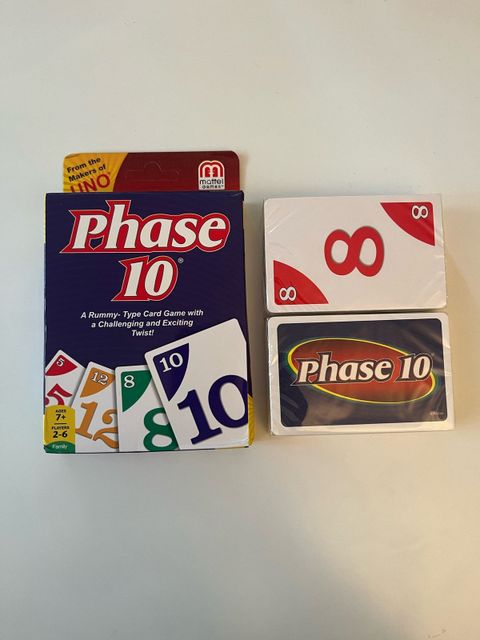 From the
Makers of
UNO
mattel
games
Phase
10®
A Rummy- Type Card Game with
a Challenging and Exciting
Twist!
5
12
8
10
5
12
8
10
AGES
7+
PLAYERS
2-6
Family
8
8
8
Phase 10